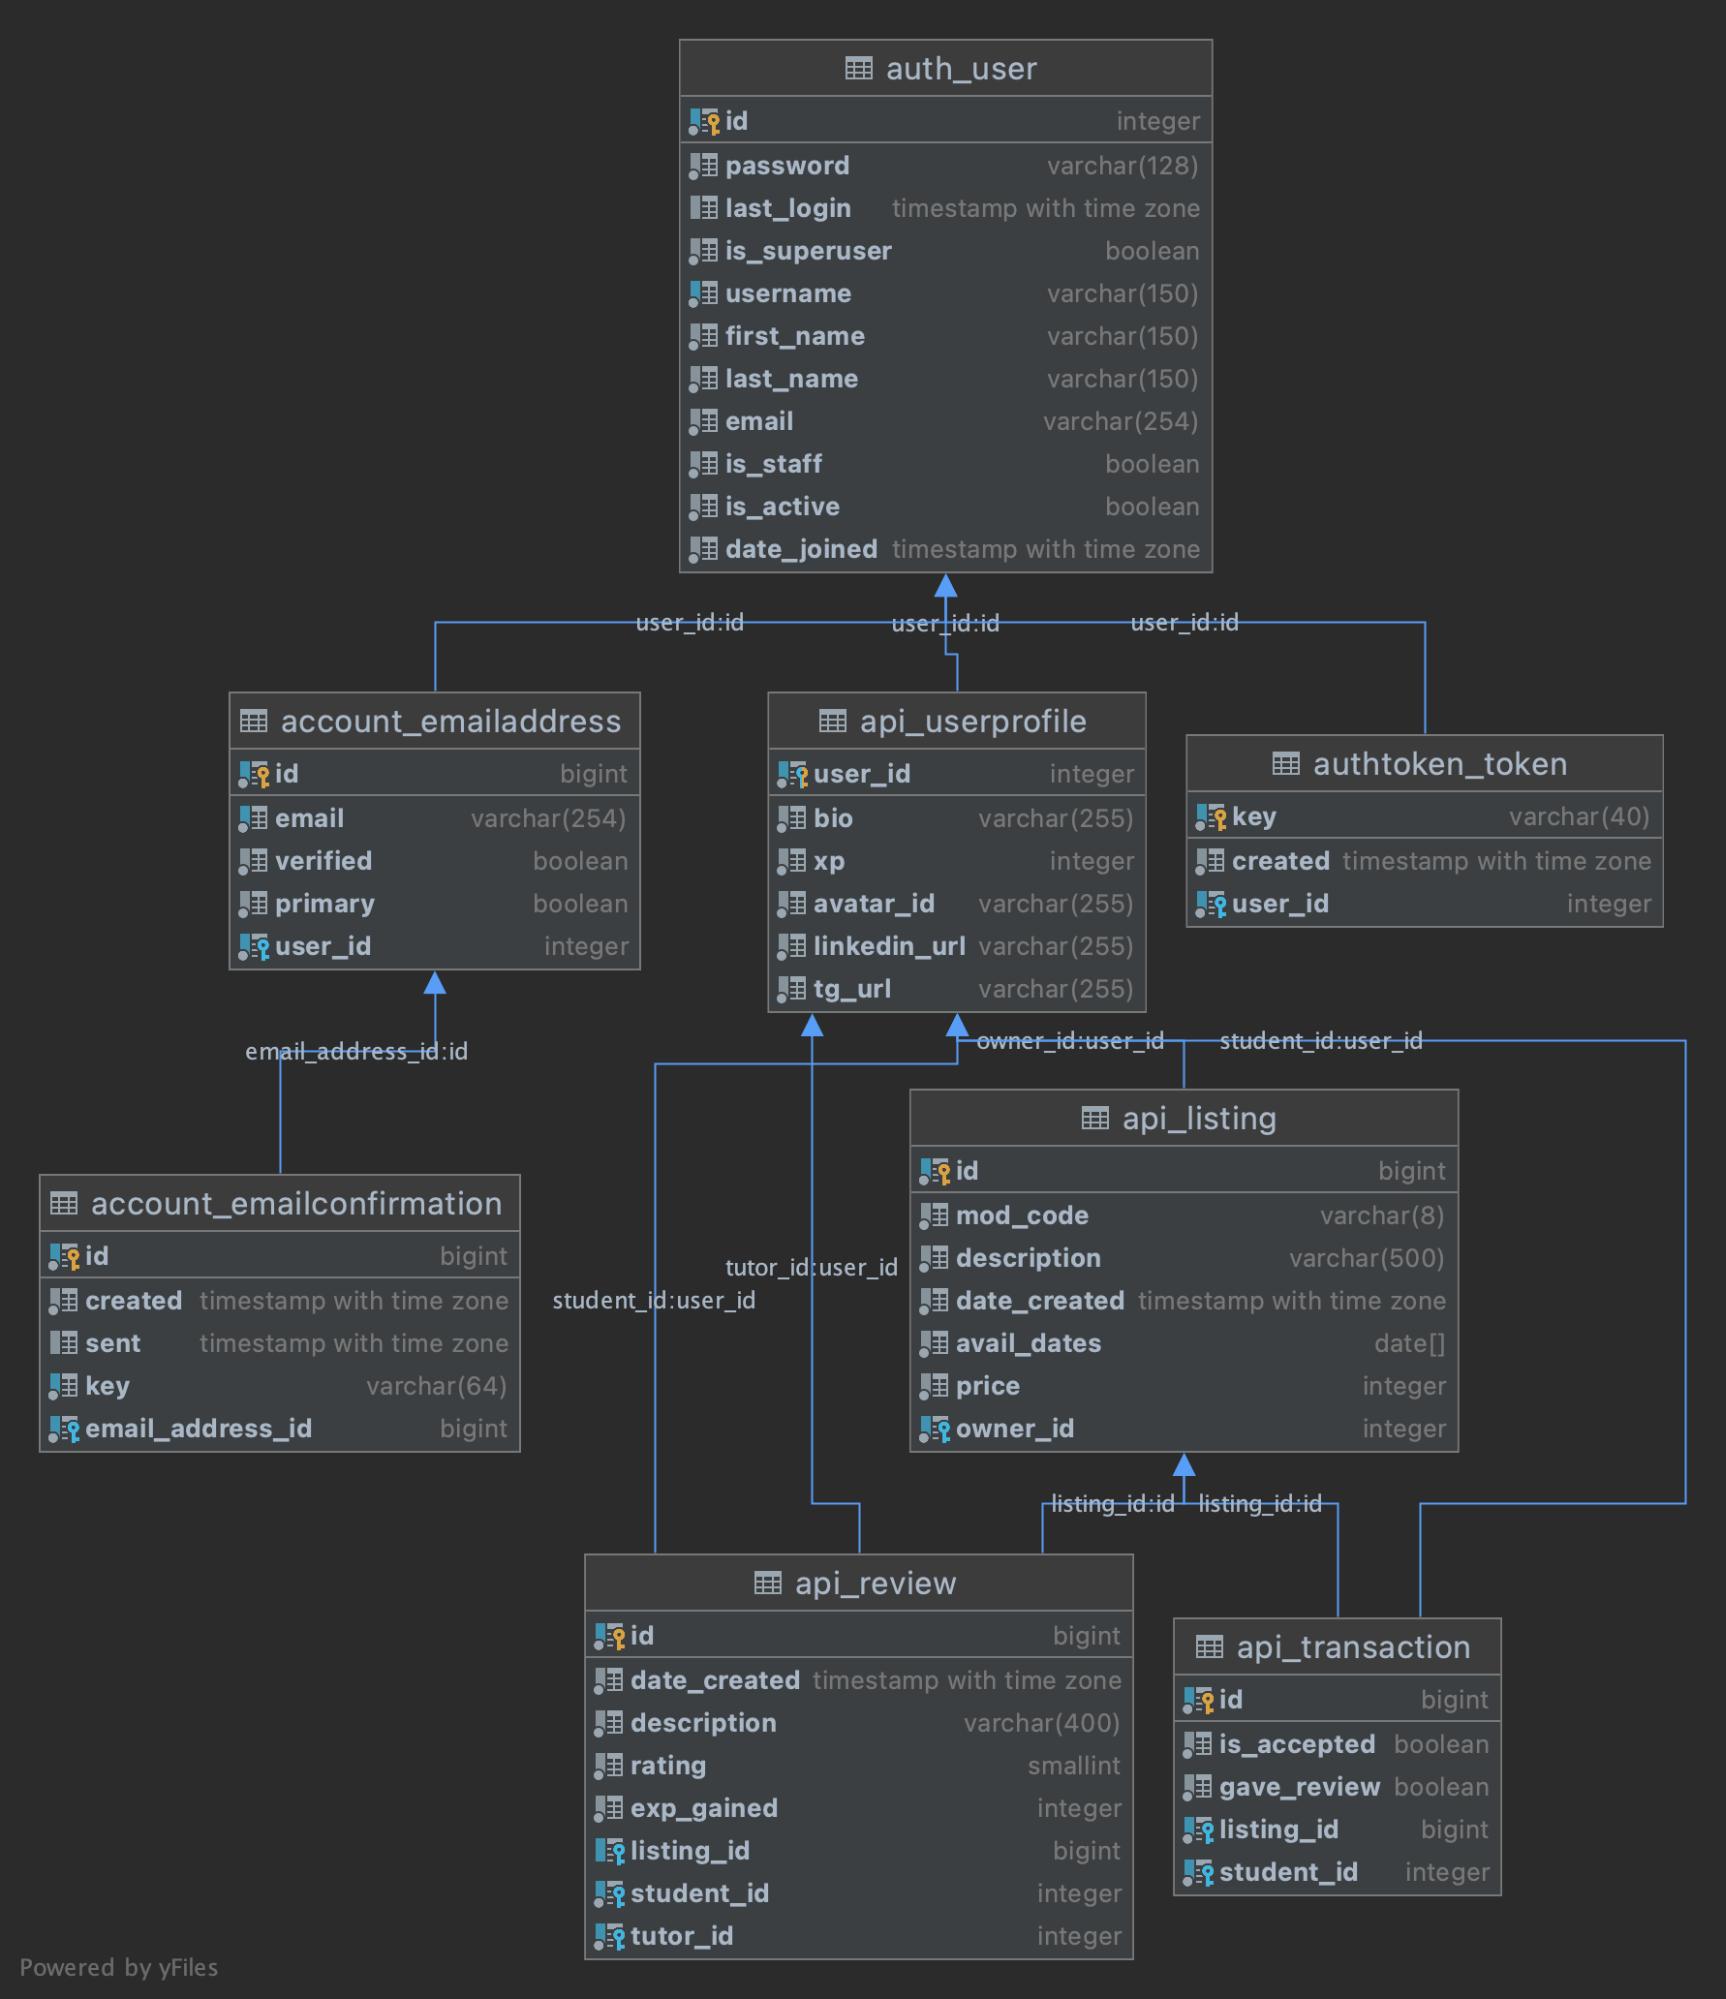 auth_user
id integer
password varchar(128)
last_login timestamp with time zone
is_superuser boolean
username varchar(150)
first_name varchar(150)
last_name varchar(150)
email varchar(254)
is_staff boolean
is_active boolean
date_joined timestamp with time zone
user_id:id
user_id:id
user_id:id
account_emailaddress
id bigint
email varchar(254)
verified boolean
primary boolean
user_id integer
api_userprofile
user_id integer
bio varchar(255)
xp integer
avatar_id varchar(255)
linkedin_url varchar(255)
tg_url varchar(255)
authtoken_token
key varchar(40)
created timestamp with time zone
user_id integer
email_address_id:id
owner_id:user_id
student_id:user_id
account_emailconfirmation
id bigint
created timestamp with time zone
sent timestamp with time zone
key varchar(64)
email_address_id bigint
tutor_id:user_id
student_id:user_id
api_listing
id bigint
mod_code varchar(8)
description varchar(500)
date_created timestamp with time zone
avail_dates date[]
price integer
owner_id integer
listing_id:id
listing_id:id
api_review
id bigint
date_created timestamp with time zone
description varchar(400)
rating smallint
exp_gained integer
listing_id bigint
student_id integer
tutor_id integer
api_transaction
id bigint
is_accepted boolean
gave_review boolean
listing_id bigint
student_id integer
Powered by yFiles